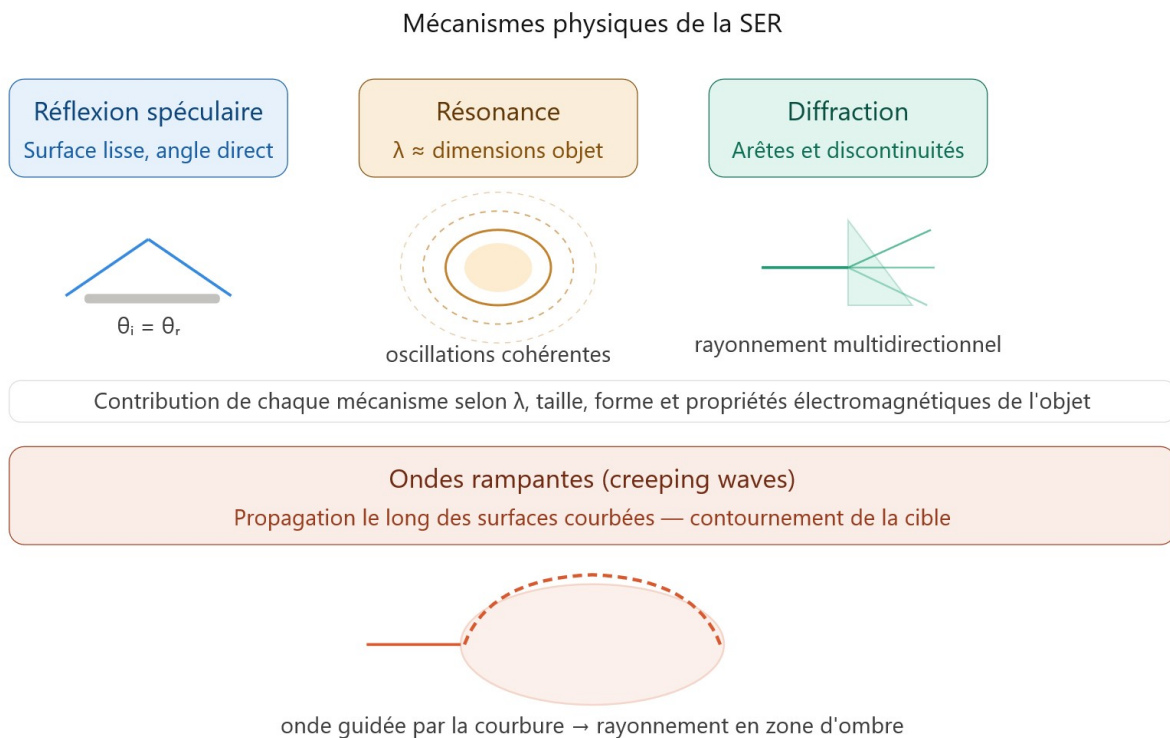 Mécanismes physiques de la SER
Réflexion spéculaire
Surface lisse, angle direct
Résonance
λ ≈ dimensions objet
Diffraction
Arêtes et discontinuités
θᵢ = θᵣ
oscillations cohérentes
rayonnement multidirectionnel
Contribution de chaque mécanisme selon λ, taille, forme et propriétés électromagnétiques de l'objet
Ondes rampantes (creeping waves)
Propagation le long des surfaces courbées — contournement de la cible
onde guidée par la courbure → rayonnement en zone d'ombre